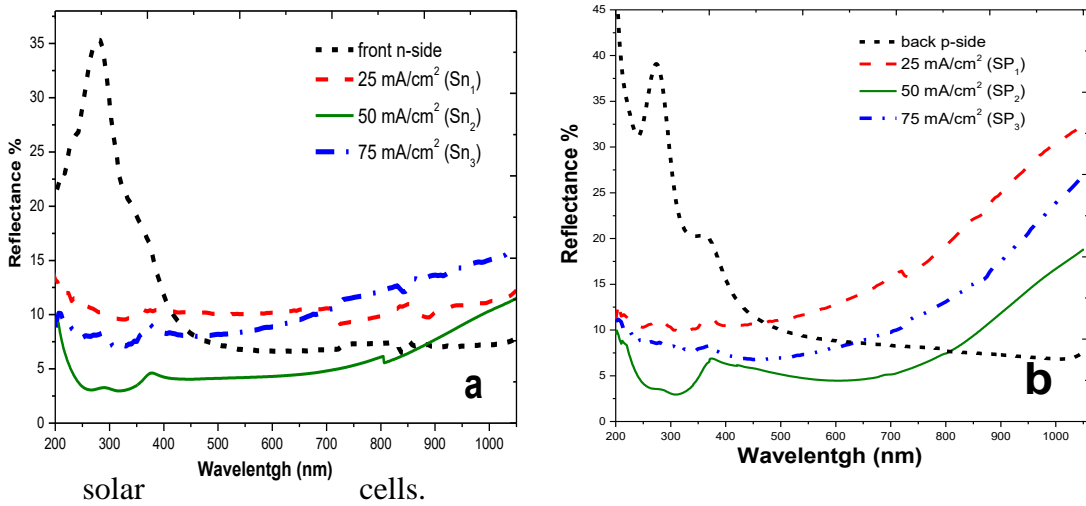 35
30
25
20
15
10
5
0
Reflectance %
front n-side
25 mA/cm² (Sn₁)
50 mA/cm² (Sn₂)
75 mA/cm² (Sn₃)
a
200 300 400 500 600 700 800 900 1000
Wavelentgh (nm)
45
40
35
30
25
20
15
10
5
0
Reflectance %
back p-side
25 mA/cm² (SP₁)
50 mA/cm² (SP₂)
75 mA/cm² (SP₃)
b
200 300 400 500 600 700 800 900 1000
Wavelentgh (nm)
solar cells.